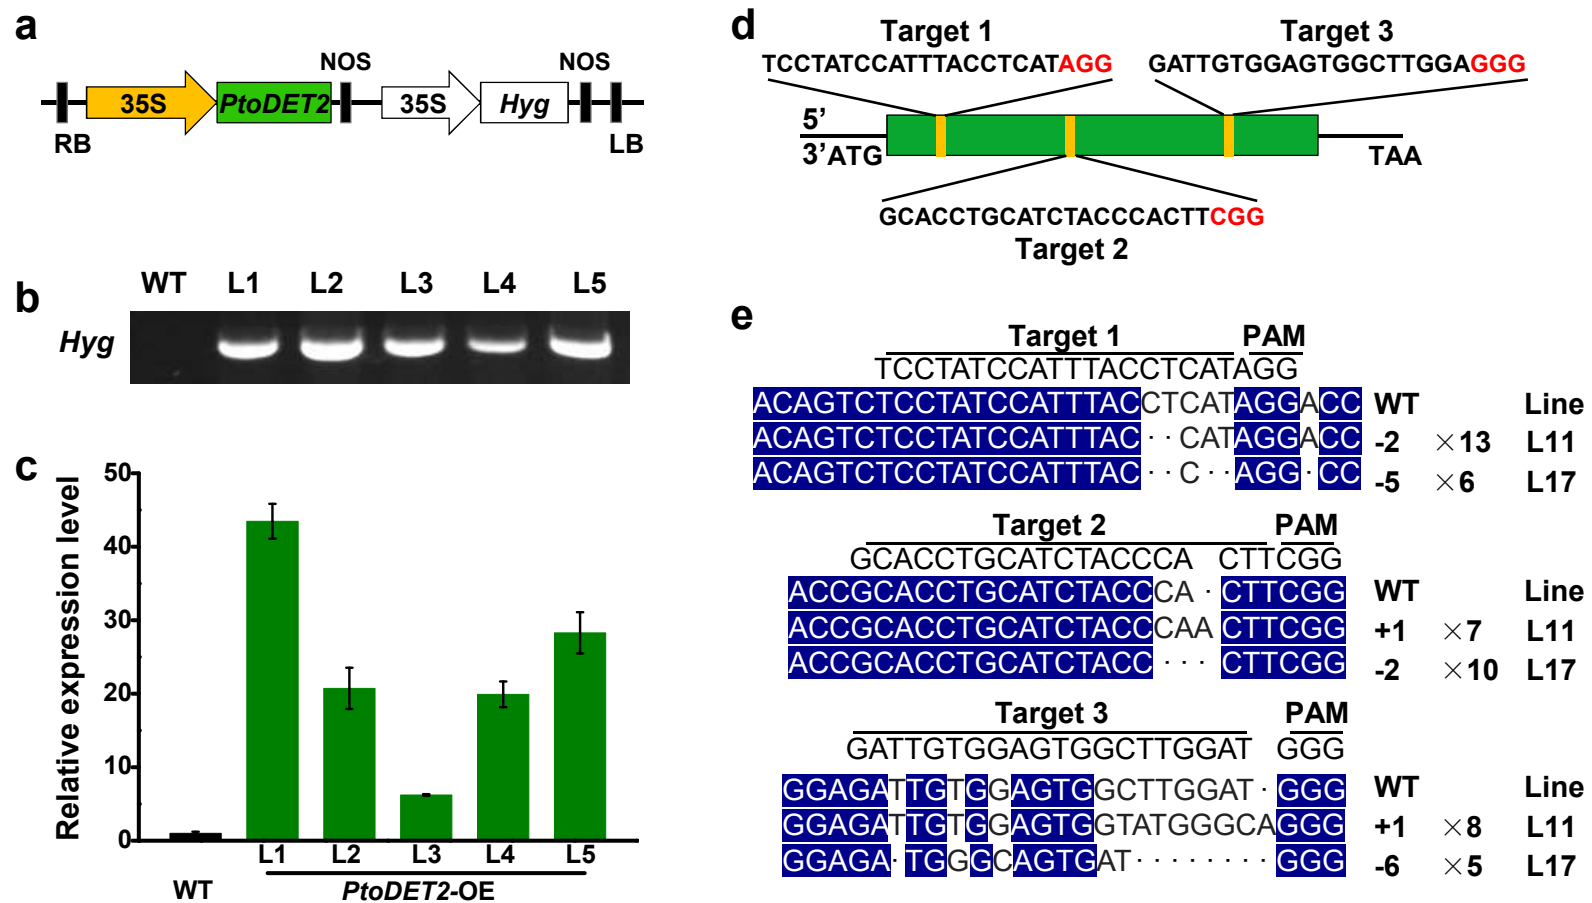 a
NOS
NOS
35S
PtoDET2
35S
Hyg
RB
LB
b
WT L1 L2 L3 L4 L5
Hyg
c
Relative expression level
50
40
30
20
10
0
L1 L2 L3 L4 L5
WT
PtoDET2-OE
d
Target 1
TCCTATCCATTTACCTCATAGG
Target 3
GATTGTGGAGTGGCTTGGAGGG
5’
3’ATG
TAA
GCACCTGCATCTACCCACTTCGG
Target 2
e
Target 1 PAM
TCCTATCCATTTACCTCATAGG
ACAGTCTCCTATCCATTTACCTCATAGGACC WT Line
ACAGTCTCCTATCCATTTAC··CATAGGACC -2 ×13 L11
ACAGTCTCCTATCCATTTAC··C··AGG·CC -5 ×6 L17
Target 2 PAM
GCACCTGCATCTACCCA CTTCGG
ACCGCACCTGCATCTACCCA·CTTCGG WT Line
ACCGCACCTGCATCTACCCAACTTCGG +1 ×7 L11
ACCGCACCTGCATCTACC···CTTCGG -2 ×10 L17
Target 3 PAM
GATTGTGGAGTGGCTTGGAT GGG
GGAGATTGTGGAGTGGCTTGGAT·GGG WT Line
GGAGATTGTGGAGTGGTATGGGCAGGG +1 ×8 L11
GGAGA·TGGGCAGTGAT········GGG -6 ×5 L17